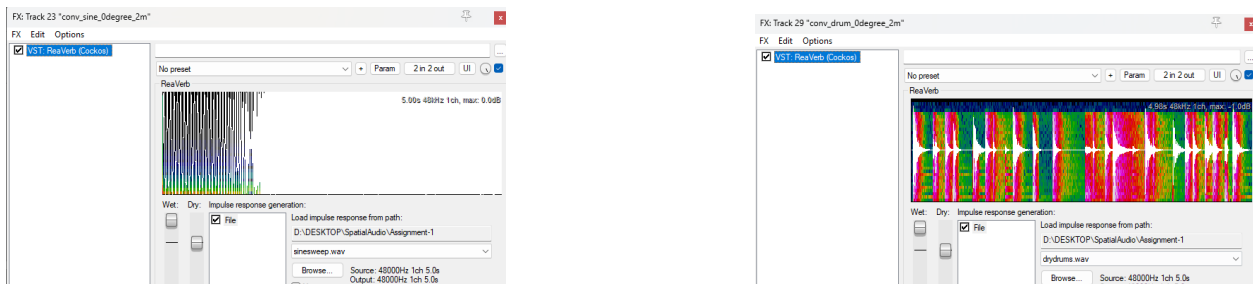 FX: Track 23 "conv_sine_0degree_2m"
x
FX Edit Options
VST: ReaVerb (Cockos)
...
No preset
+
Param
2 in 2 out
UI
ReaVerb
5.00s 48kHz 1ch, max: 0.0dB
Wet: Dry: Impulse response generation:
File
Load impulse response from path:
D:\DESKTOP\SpatialAudio\Assignment-1
sinesweep.wav
Browse...
Source: 48000Hz 1ch 5.0s
Output: 48000Hz 1ch 5.0s
FX: Track 29 "conv_drum_0degree_2m"
x
FX Edit Options
VST: ReaVerb (Cockos)
...
No preset
+
Param
2 in 2 out
UI
ReaVerb
4.98s 48kHz 1ch, max: -1.0dB
Wet: Dry: Impulse response generation:
File
Load impulse response from path:
D:\DESKTOP\SpatialAudio\Assignment-1
drydrums.wav
Browse...
Source: 48000Hz 1ch 5.0s